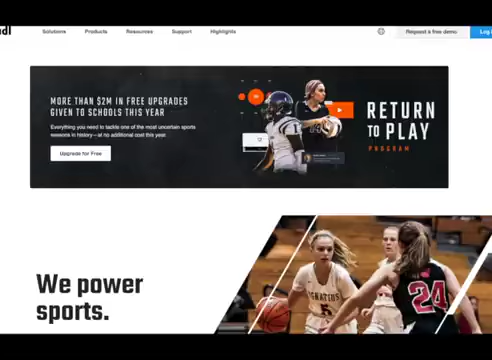 Solutions Products Resources Support Highlights Request a free demo
MORE THAN $2M IN FREE UPGRADES
GIVEN TO SCHOOLS THIS YEAR
Everything you need to tackle one of the most uncertain sports
seasons in history—at no additional cost this year.
Upgrade for Free
RETURN
TO PLAY
PROGRAM
We power
sports.
IGNATIUS
24